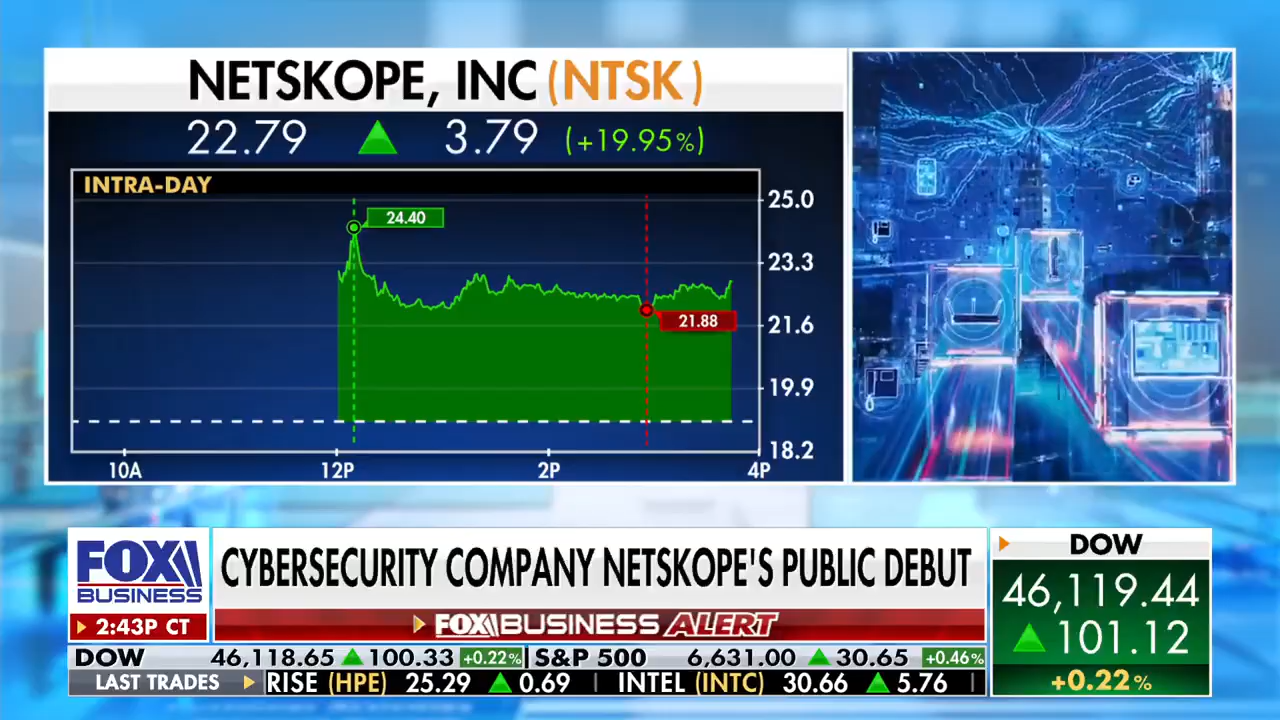 NETSKOPE, INC (NTSK)
22.79 ▲ 3.79 (+19.95%)
INTRA-DAY
25.0
24.40
23.3
21.88
21.6
19.9
18.2
10A 12P 2P 4P
FOX BUSINESS
2:43P CT
CYBERSECURITY COMPANY NETSKOPE'S PUBLIC DEBUT
FOX BUSINESS ALERT
DOW
46,119.44
▲ 101.12
+0.22%
DOW 46,118.65 ▲ 100.33 +0.22% S&P 500 6,631.00 ▲ 30.65 +0.46%
LAST TRADES RISE (HPE) 25.29 ▲ 0.69 | INTEL (INTC) 30.66 ▲ 5.76 |